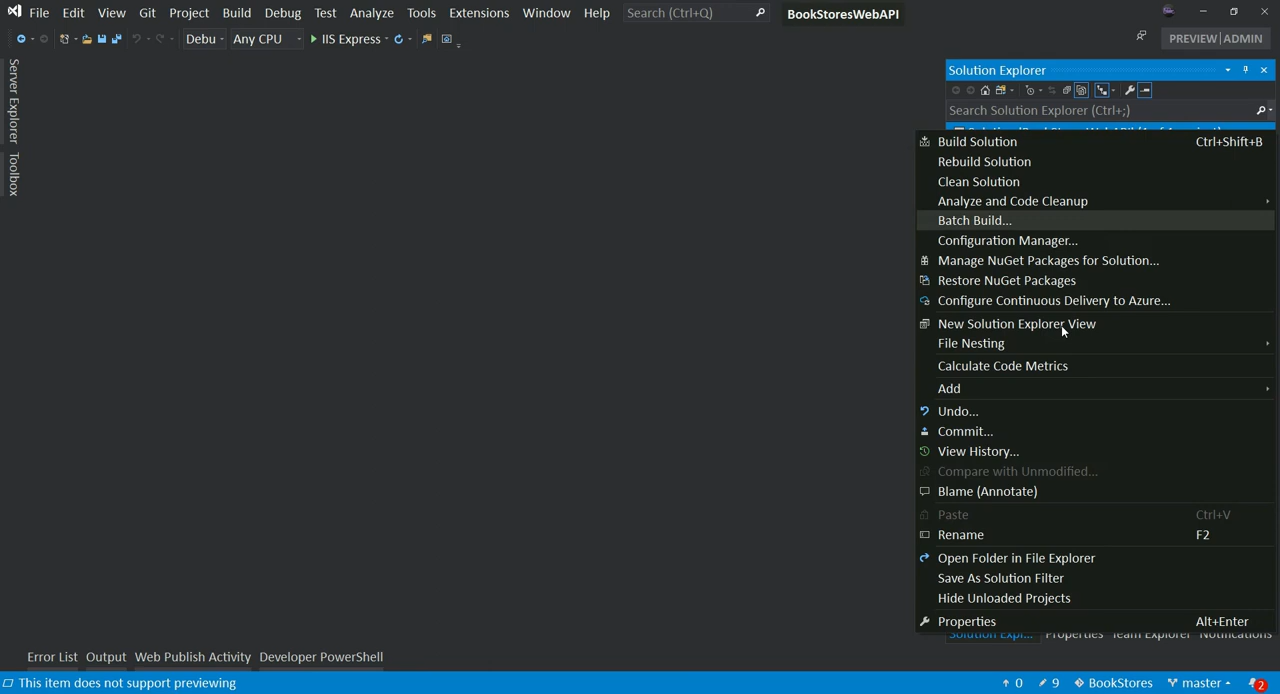 File Edit View Git Project Build Debug Test Analyze Tools Extensions Window Help Search (Ctrl+Q) BookStoresWebAPI
Debu Any CPU IIS Express PREVIEW | ADMIN
Server Explorer
Toolbox
Solution Explorer
Search Solution Explorer (Ctrl+;)
Build Solution Ctrl+Shift+B
Rebuild Solution
Clean Solution
Analyze and Code Cleanup
Batch Build...
Configuration Manager...
Manage NuGet Packages for Solution...
Restore NuGet Packages
Configure Continuous Delivery to Azure...
New Solution Explorer View
File Nesting
Calculate Code Metrics
Add
Undo...
Commit...
View History...
Compare with Unmodified...
Blame (Annotate)
Paste Ctrl+V
Rename F2
Open Folder in File Explorer
Save As Solution Filter
Hide Unloaded Projects
Properties Alt+Enter
Solution Expl... Properties Team Explorer Notifications
Error List Output Web Publish Activity Developer PowerShell
This item does not support previewing 0 9 BookStores master 2